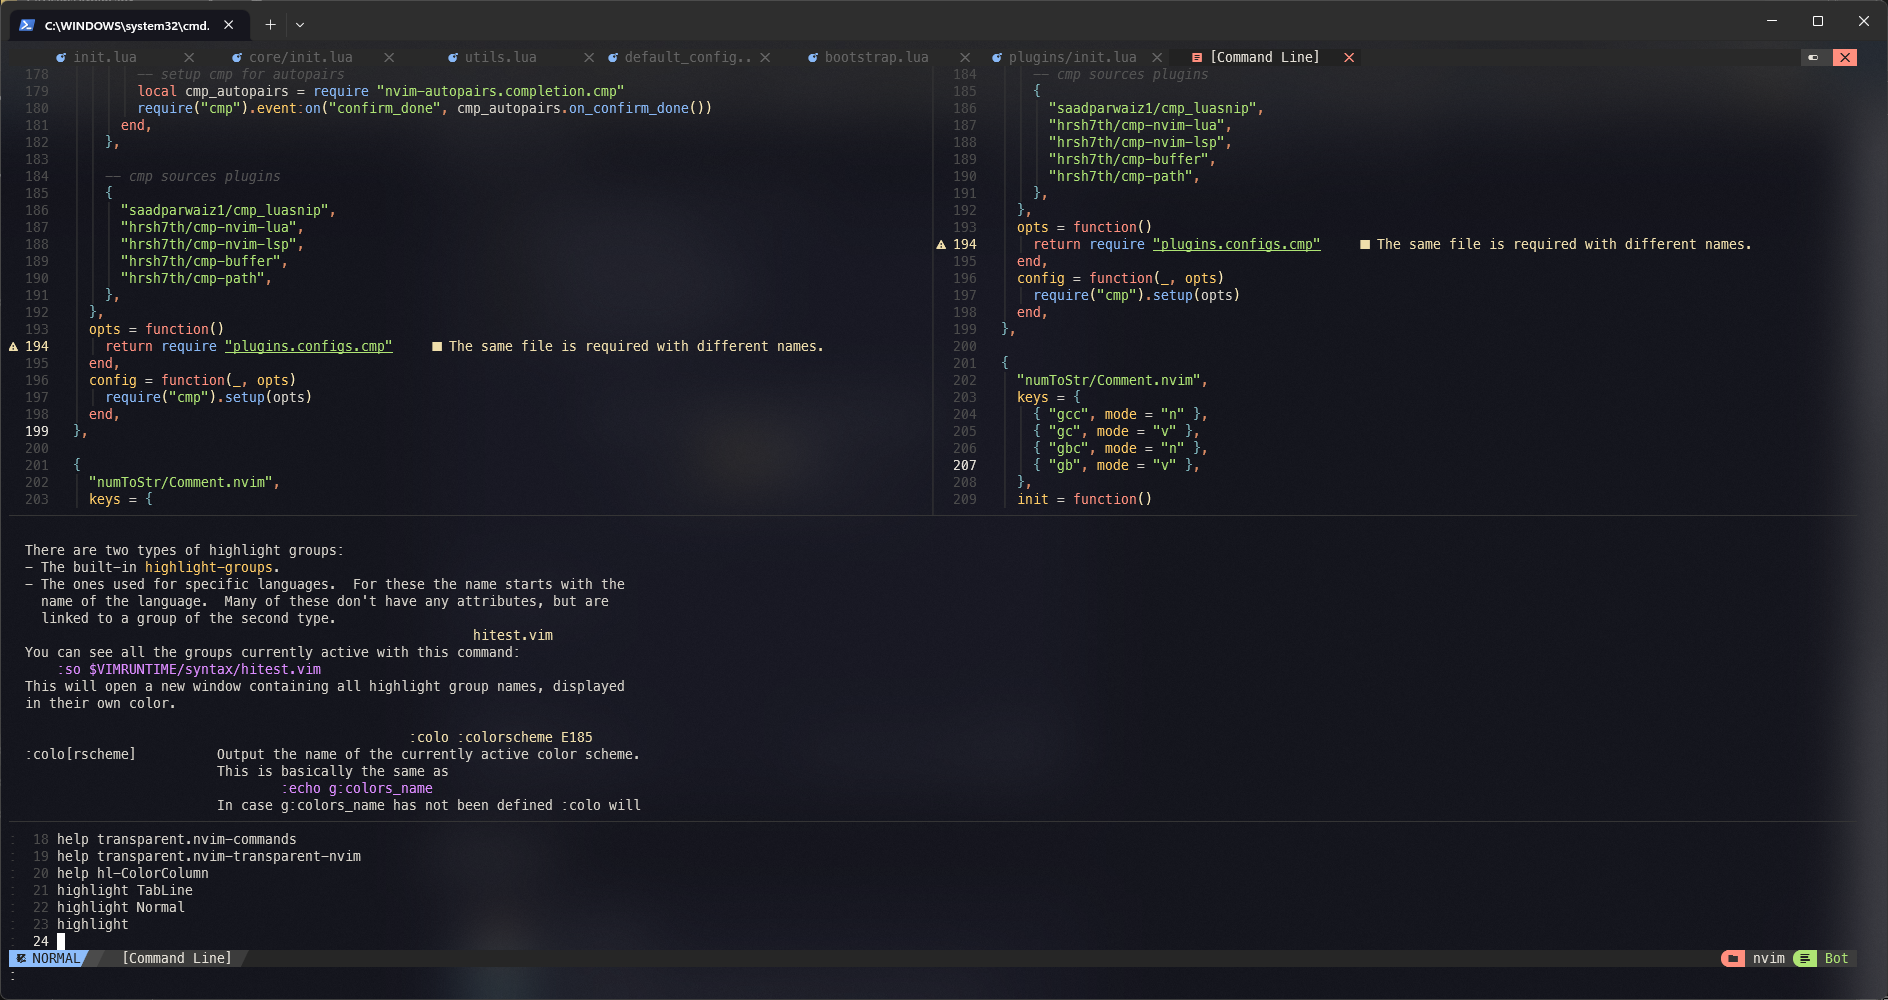 C:\WINDOWS\system32\cmd.
init.lua core/init.lua utils.lua default_config.. bootstrap.lua plugins/init.lua [Command Line]
178 -- setup cmp for autopairs
179 local cmp_autopairs = require "nvim-autopairs.completion.cmp"
180 require("cmp").event:on("confirm_done", cmp_autopairs.on_confirm_done())
181 end,
182 },
183
184 -- cmp sources plugins
185 {
186 "saadparwaiz1/cmp_luasnip",
187 "hrsh7th/cmp-nvim-lua",
188 "hrsh7th/cmp-nvim-lsp",
189 "hrsh7th/cmp-buffer",
190 "hrsh7th/cmp-path",
191 },
192 },
193 opts = function()
194 return require "plugins.configs.cmp" ■ The same file is required with different names.
195 end,
196 config = function(_, opts)
197 require("cmp").setup(opts)
198 end,
199 },
200
201 {
202 "numToStr/Comment.nvim",
203 keys = {
184 -- cmp sources plugins
185 {
186 "saadparwaiz1/cmp_luasnip",
187 "hrsh7th/cmp-nvim-lua",
188 "hrsh7th/cmp-nvim-lsp",
189 "hrsh7th/cmp-buffer",
190 "hrsh7th/cmp-path",
191 },
192 },
193 opts = function()
194 return require "plugins.configs.cmp" ■ The same file is required with different names.
195 end,
196 config = function(_, opts)
197 require("cmp").setup(opts)
198 end,
199 },
200
201 {
202 "numToStr/Comment.nvim",
203 keys = {
204 { "gcc", mode = "n" },
205 { "gc", mode = "v" },
206 { "gbc", mode = "n" },
207 { "gb", mode = "v" },
208 },
209 init = function()
There are two types of highlight groups:
- The built-in highlight-groups.
- The ones used for specific languages.  For these the name starts with the
name of the language.  Many of these don't have any attributes, but are
linked to a group of the second type.
hitest.vim
You can see all the groups currently active with this command:
:so $VIMRUNTIME/syntax/hitest.vim
This will open a new window containing all highlight group names, displayed
in their own color.
:colo :colorscheme E185
:colo[rscheme] Output the name of the currently active color scheme.
This is basically the same as
:echo g:colors_name
In case g:colors_name has not been defined :colo will
: 18 help transparent.nvim-commands
: 19 help transparent.nvim-transparent-nvim
: 20 help hl-ColorColumn
: 21 highlight TabLine
: 22 highlight Normal
: 23 highlight
: 24
NORMAL [Command Line] nvim Bot
: